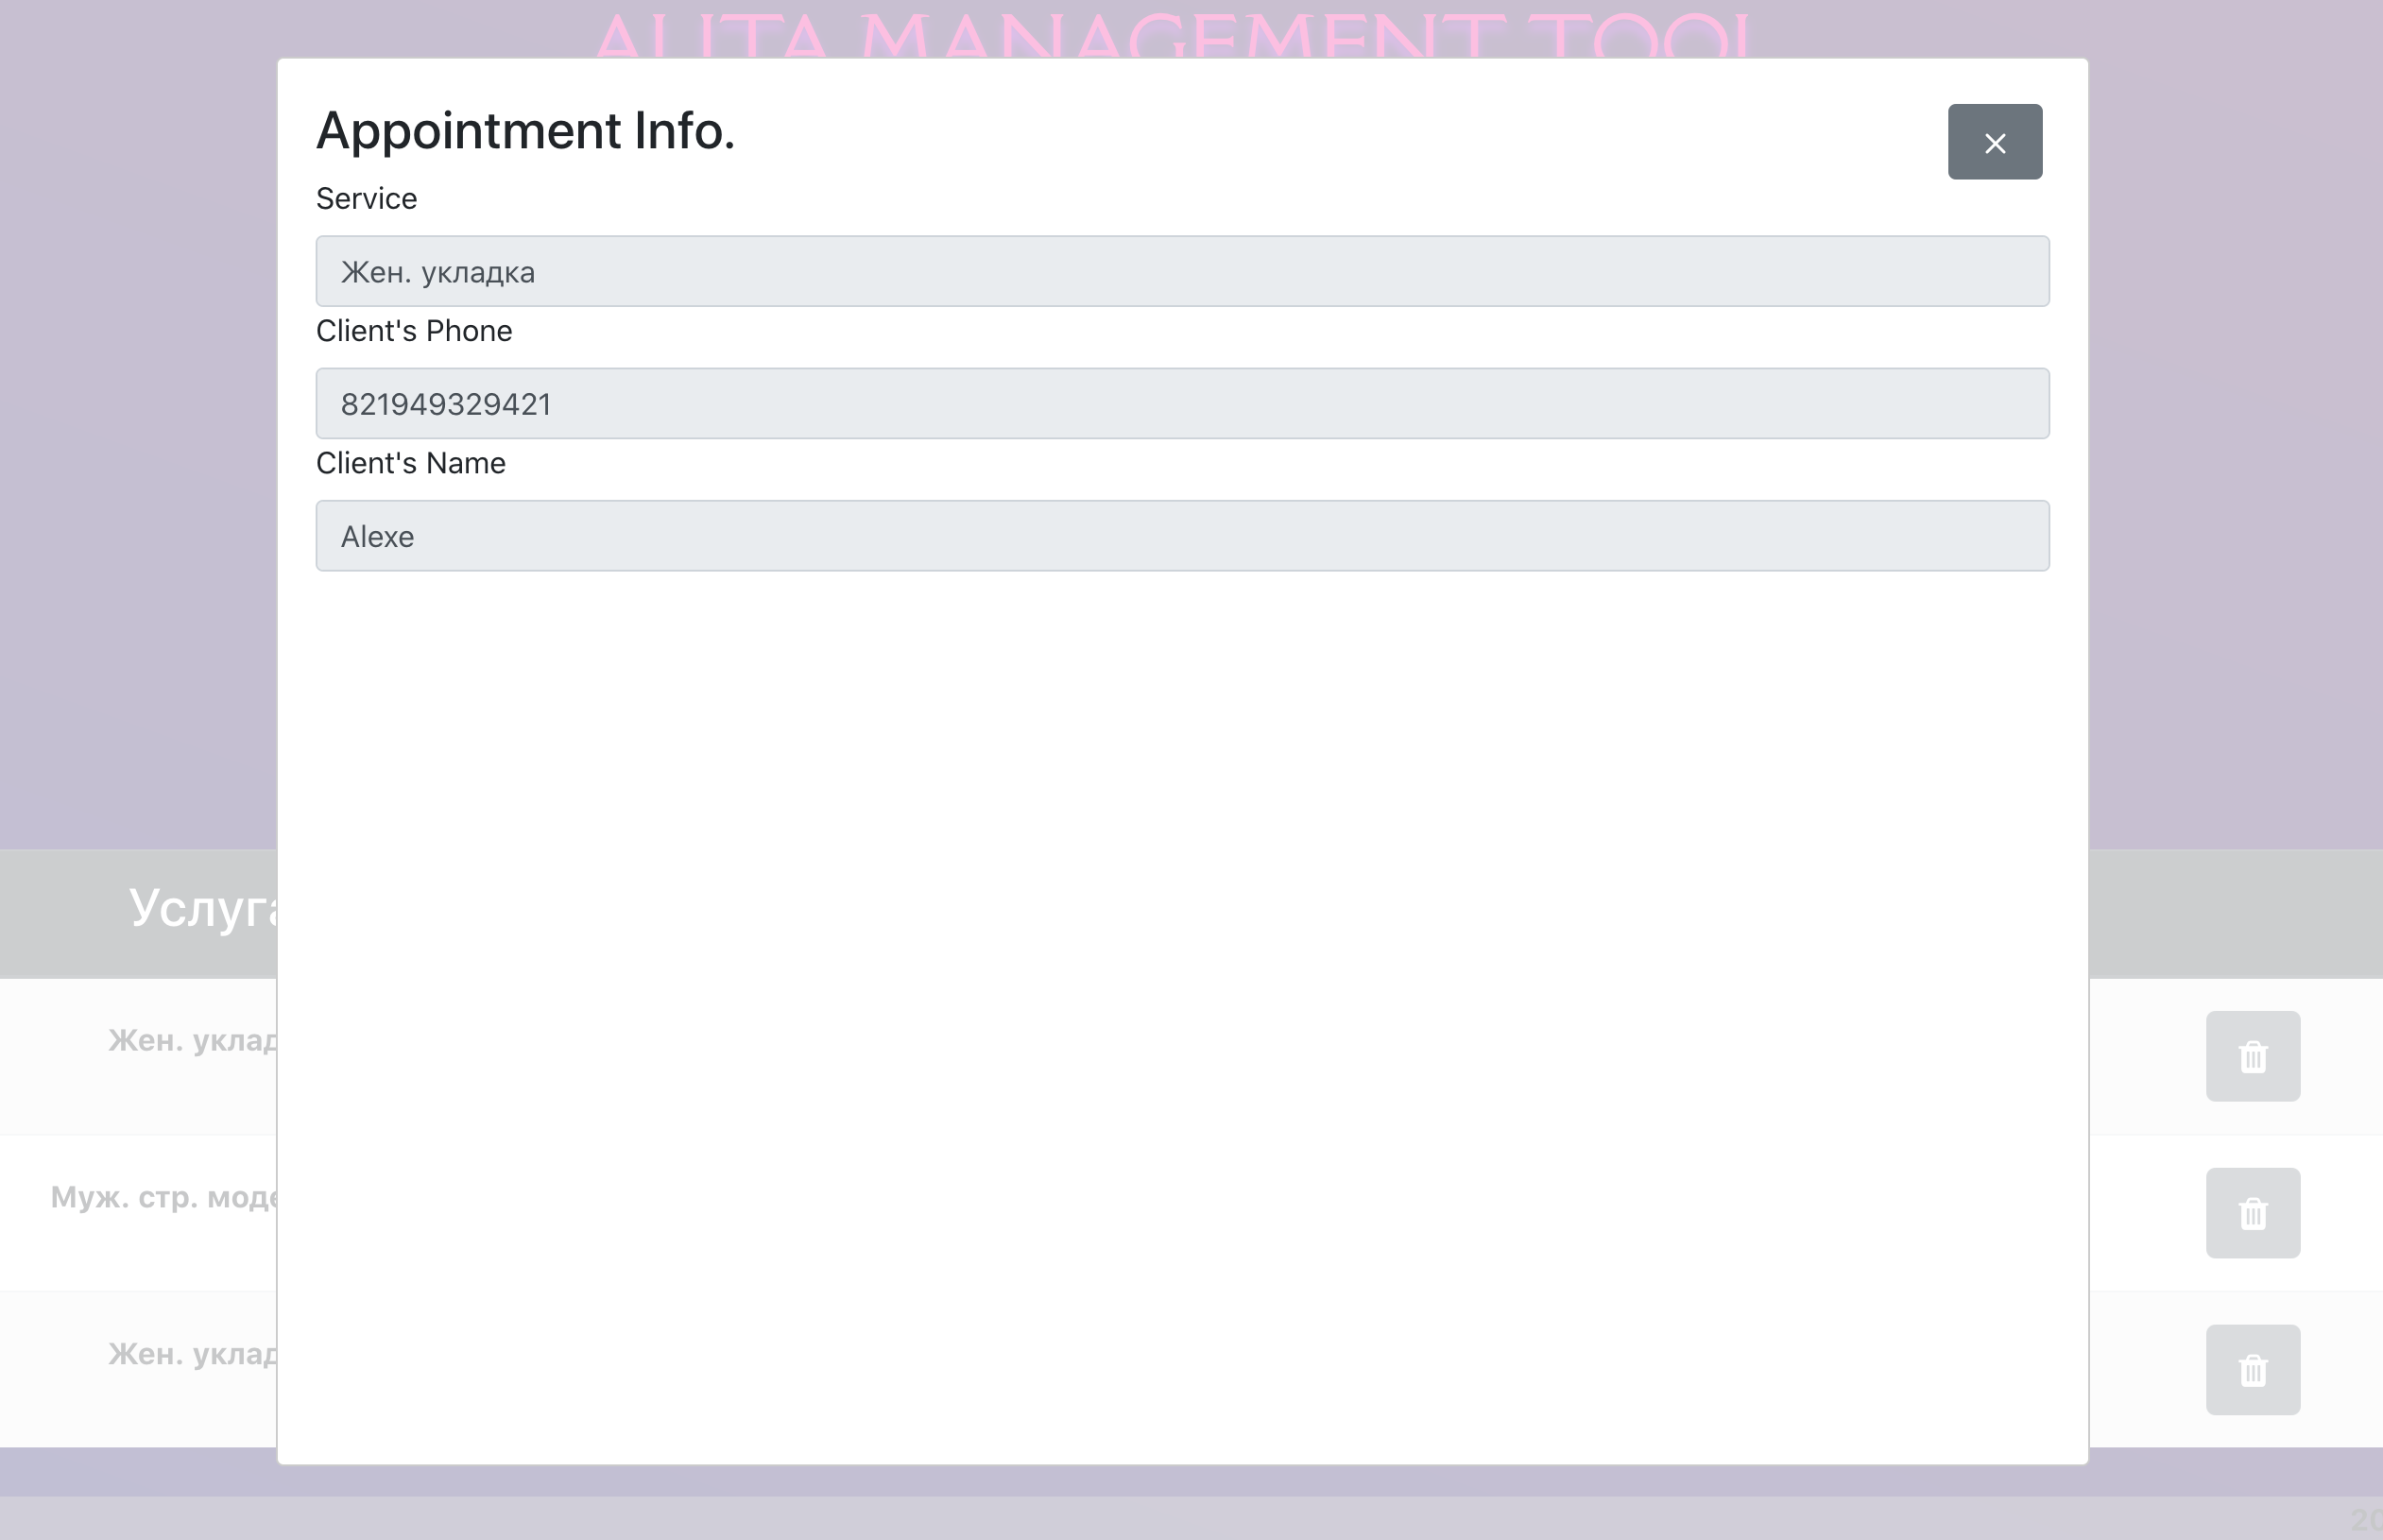 ALITA MANAGEMENT TOOL
Appointment Info.
Service
Жен. укладка
Client's Phone
821949329421
Client's Name
Alexe
Услуга
Жен. уклад
Муж. стр. моде
Жен. уклад
20